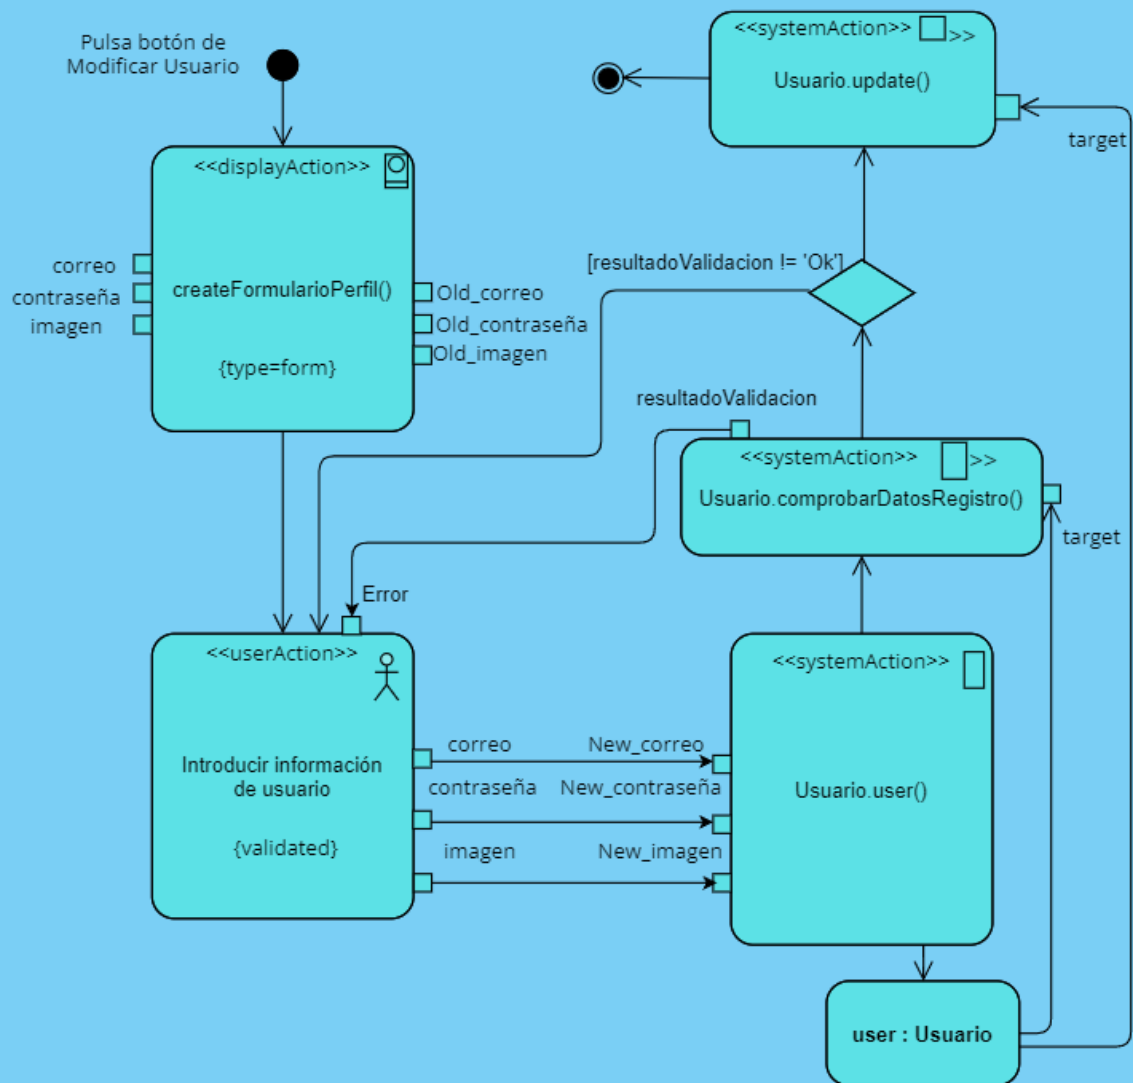 Pulsa botón de
Modificar Usuario
<<systemAction>> >>
Usuario.update()
target
<<displayAction>>
correo
contraseña
imagen
createFormularioPerfil()
{type=form}
Old_correo
Old_contraseña
Old_imagen
[resultadoValidacion != 'Ok']
resultadoValidacion
<<systemAction>> >>
Usuario.comprobarDatosRegistro()
target
Error
<<userAction>>
Introducir información
de usuario
{validated}
correo
contraseña
imagen
New_correo
New_contraseña
New_imagen
<<systemAction>>
Usuario.user()
user : Usuario